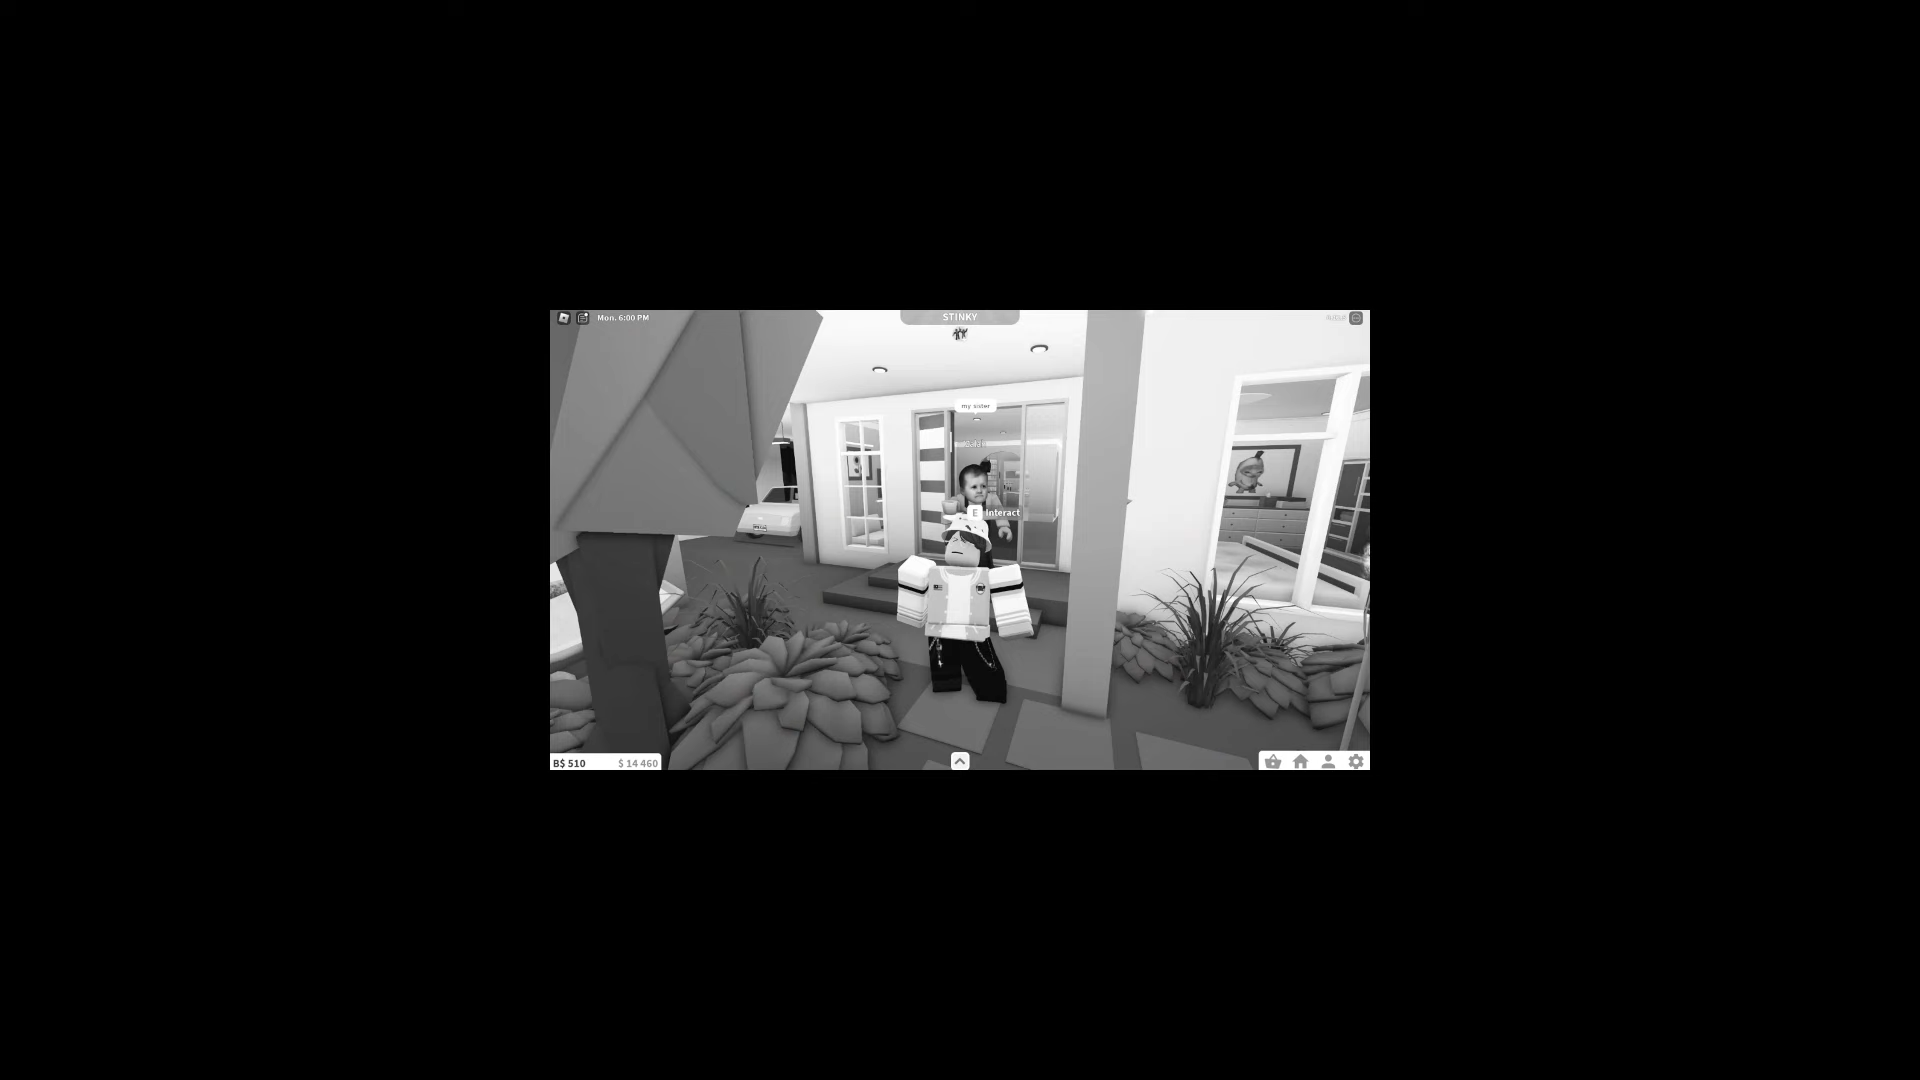 Mon. 6:00 PM
STINKY
my sister
E Interact
B$ 510
$ 14 460